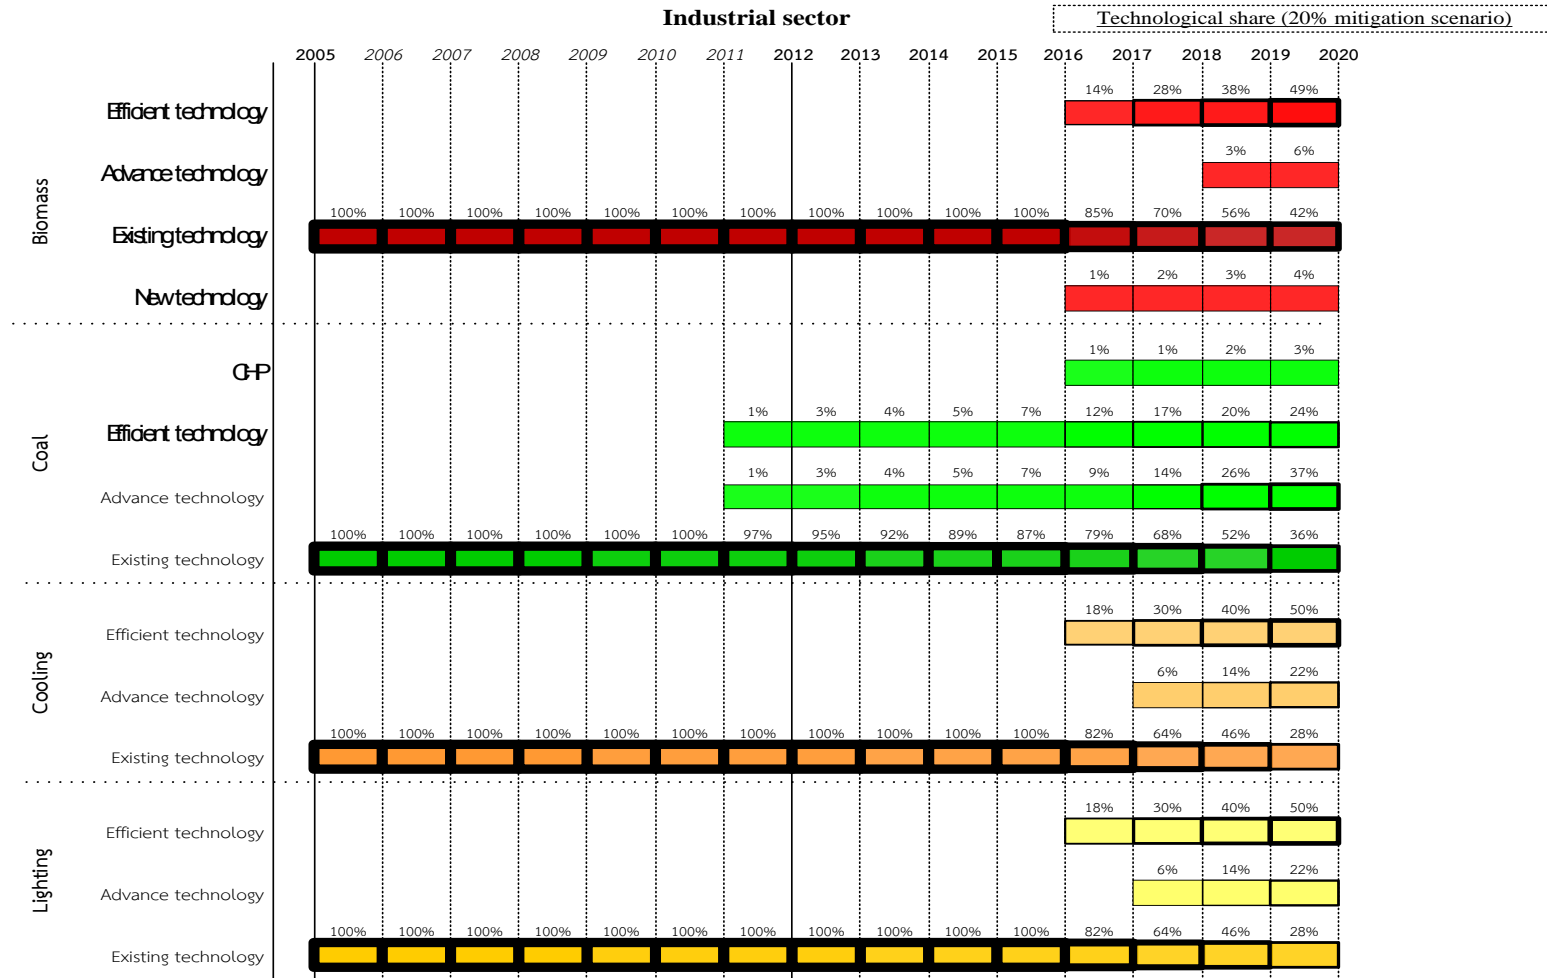 Industrial sector
Technological share (20% mitigation scenario)
2005 2006 2007 2008 2009 2010 2011 2012 2013 2014 2015 2016 2017 2018 2019 2020
Biomass
14% 28% 38% 49%
Efficient technology
3% 6%
Advance technology
100% 100% 100% 100% 100% 100% 100% 100% 100% 100% 100% 85% 70% 56% 42%
Existing technology
1% 2% 3% 4%
New technology
Coal
1% 1% 2% 3%
CHP
1% 3% 4% 5% 7% 12% 17% 20% 24%
Efficient technology
1% 3% 4% 5% 7% 9% 14% 26% 37%
Advance technology
100% 100% 100% 100% 100% 100% 97% 95% 92% 89% 87% 79% 68% 52% 36%
Existing technology
Cooling
18% 30% 40% 50%
Efficient technology
6% 14% 22%
Advance technology
100% 100% 100% 100% 100% 100% 100% 100% 100% 100% 100% 82% 64% 46% 28%
Existing technology
Lighting
18% 30% 40% 50%
Efficient technology
6% 14% 22%
Advance technology
100% 100% 100% 100% 100% 100% 100% 100% 100% 100% 100% 82% 64% 46% 28%
Existing technology